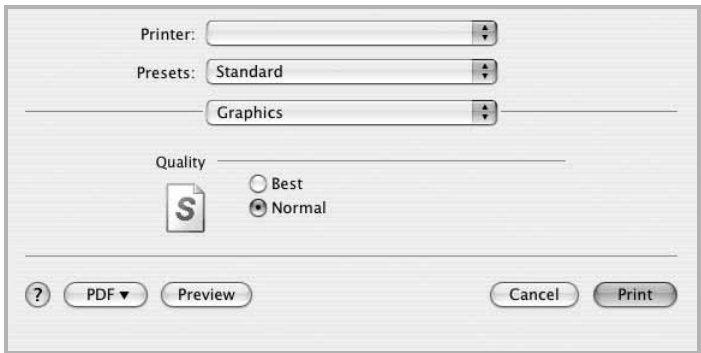 Printer:
Presets: Standard
Graphics
Quality
Best
S
Normal
? PDF▼ Preview Cancel Print